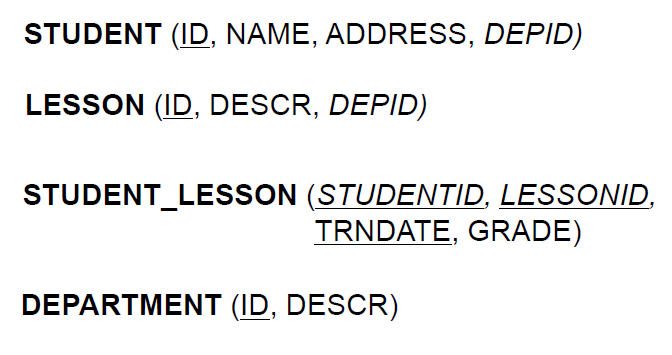 STUDENT (ID, NAME, ADDRESS, DEPID)
LESSON (ID, DESCR, DEPID)
STUDENT_LESSON (STUDENTID, LESSONID,
TRNDATE, GRADE)
DEPARTMENT (ID, DESCR)